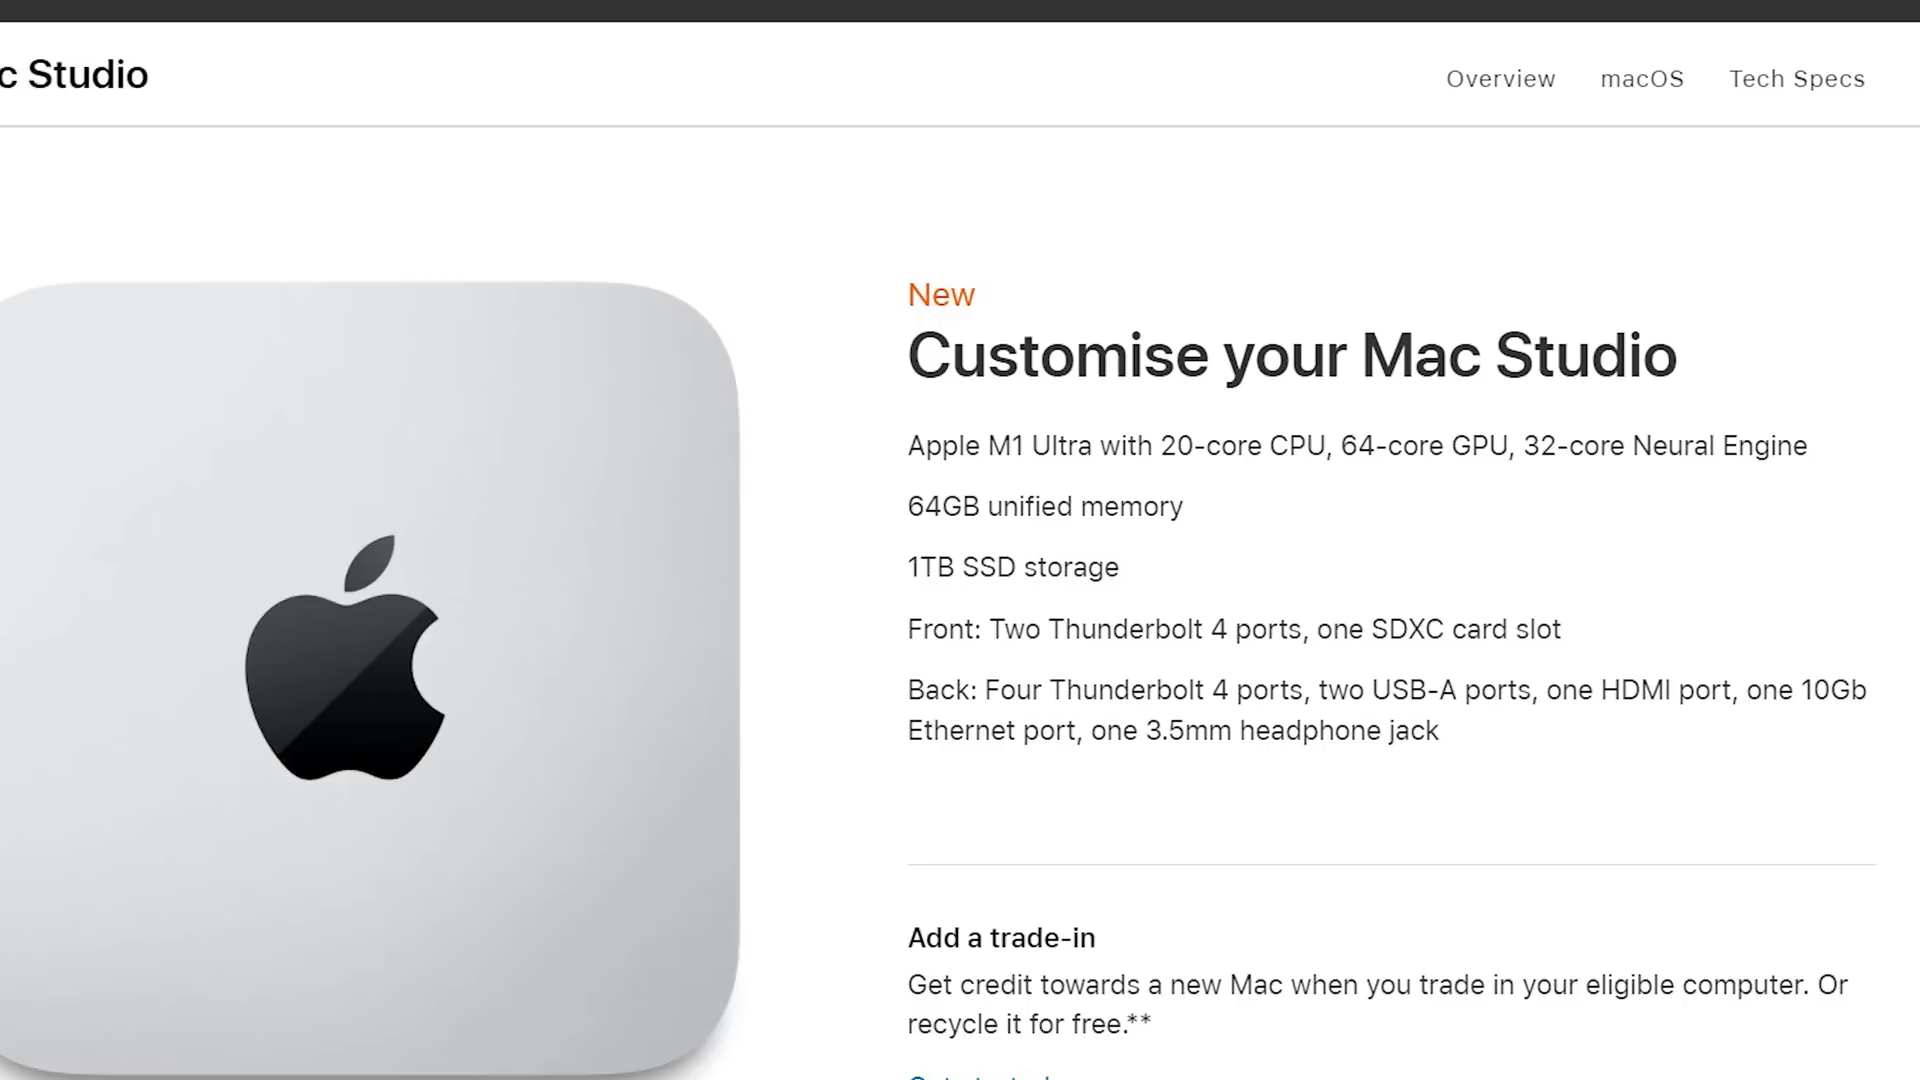 c Studio
Overview macOS Tech Specs
New
Customise your Mac Studio
Apple M1 Ultra with 20-core CPU, 64-core GPU, 32-core Neural Engine
64GB unified memory
1TB SSD storage
Front: Two Thunderbolt 4 ports, one SDXC card slot
Back: Four Thunderbolt 4 ports, two USB-A ports, one HDMI port, one 10Gb
Ethernet port, one 3.5mm headphone jack
Add a trade-in
Get credit towards a new Mac when you trade in your eligible computer. Or
recycle it for free.**